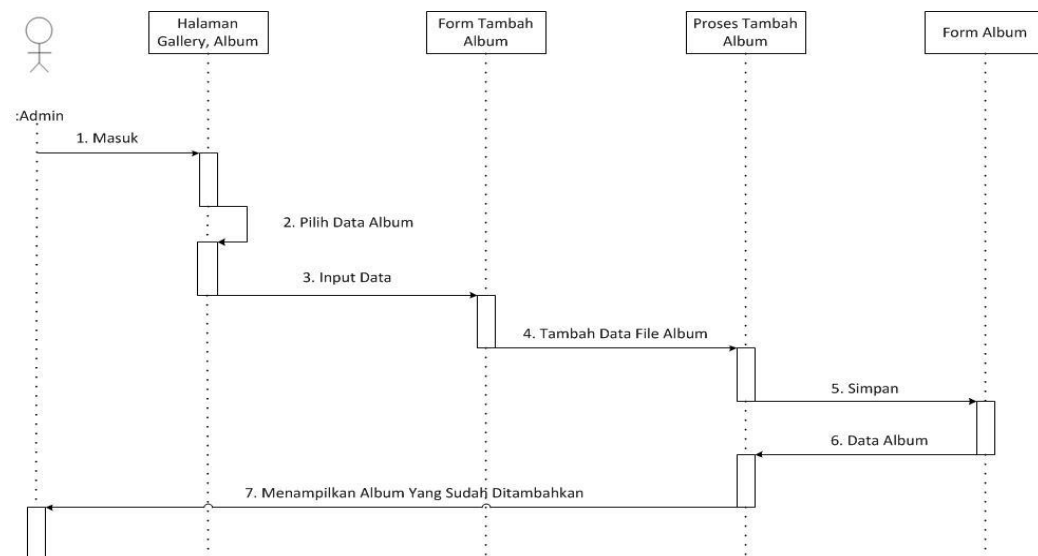 Halaman
Gallery, Album
Form Tambah
Album
Proses Tambah
Album
Form Album
:Admin
1. Masuk
2. Pilih Data Album
3. Input Data
4. Tambah Data File Album
5. Simpan
6. Data Album
7. Menampilkan Album Yang Sudah Ditambahkan